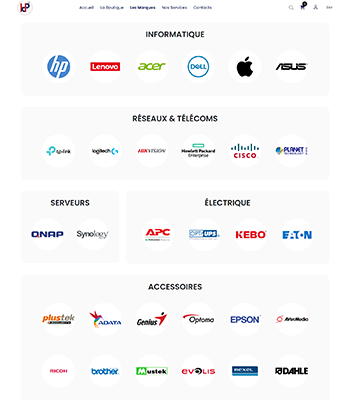 Accueil La Boutique Les Marques Nos Services Contacts
INFORMATIQUE
hp Lenovo acer DELL ASUS
RÉSEAUX & TÉLÉCOMS
tp-link logitech HIKVISION Hewlett Packard Enterprise CISCO PLANET
SERVEURS
QNAP Synology
ÉLECTRIQUE
APC UPS KEBO EATON
ACCESSOIRES
plustek ADATA Genius Optoma EPSON AVerMedia
RICOH brother Mustek evolis REXEL DAHLE